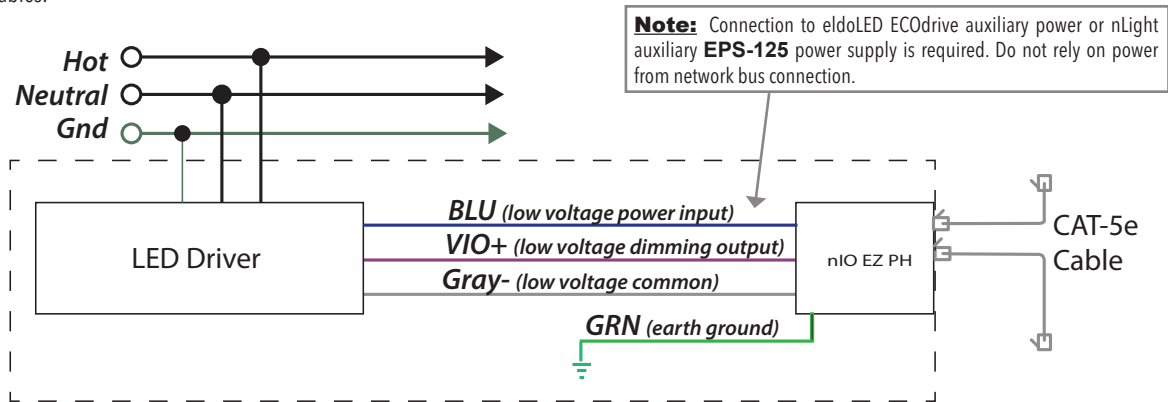 Note: Connection to eldoLED ECOdrive auxiliary power or nLight
auxiliary EPS-125 power supply is required. Do not rely on power
from network bus connection.
Hot
Neutral
Gnd
BLU (low voltage power input)
VIO+ (low voltage dimming output)
Gray- (low voltage common)
GRN (earth ground)
LED Driver
nIO EZ PH
CAT-5e
Cable